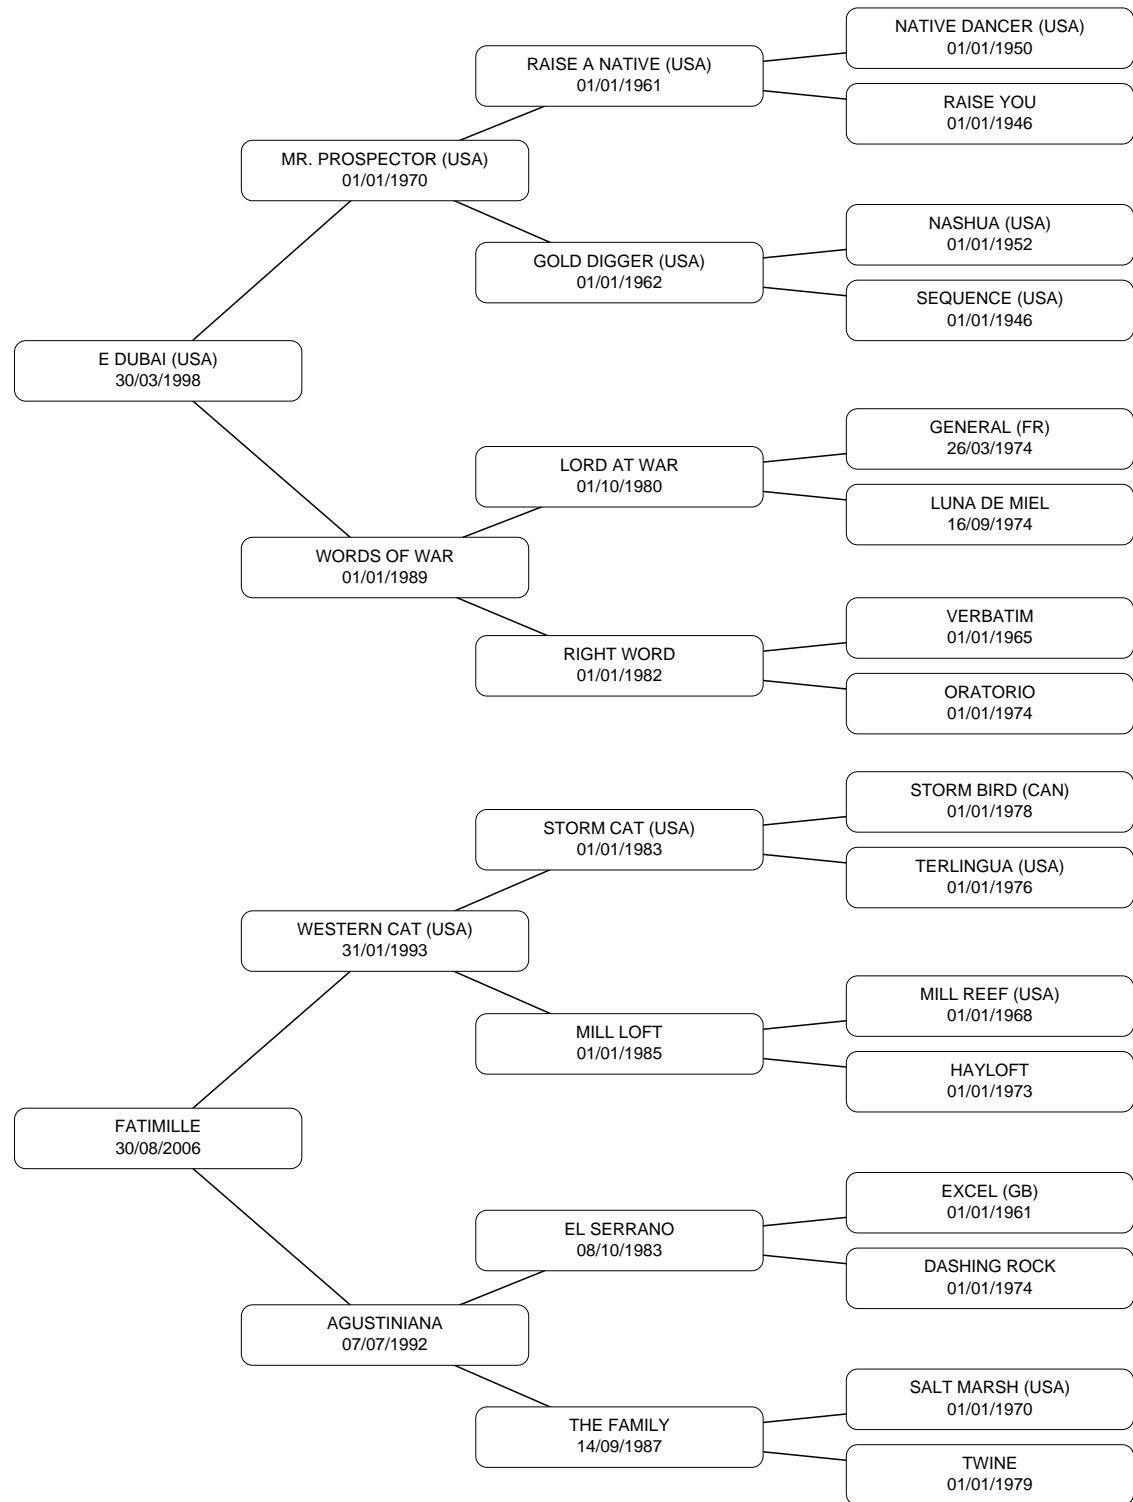 NATIVE DANCER (USA)
01/01/1950
RAISE A NATIVE (USA)
01/01/1961
RAISE YOU
01/01/1946
MR. PROSPECTOR (USA)
01/01/1970
NASHUA (USA)
01/01/1952
GOLD DIGGER (USA)
01/01/1962
SEQUENCE (USA)
01/01/1946
E DUBAI (USA)
30/03/1998
GENERAL (FR)
26/03/1974
LORD AT WAR
01/10/1980
LUNA DE MIEL
16/09/1974
WORDS OF WAR
01/01/1989
VERBATIM
01/01/1965
RIGHT WORD
01/01/1982
ORATORIO
01/01/1974
STORM BIRD (CAN)
01/01/1978
STORM CAT (USA)
01/01/1983
TERLINGUA (USA)
01/01/1976
WESTERN CAT (USA)
31/01/1993
MILL REEF (USA)
01/01/1968
MILL LOFT
01/01/1985
HAYLOFT
01/01/1973
FATIMILLE
30/08/2006
EXCEL (GB)
01/01/1961
EL SERRANO
08/10/1983
DASHING ROCK
01/01/1974
AGUSTINIANA
07/07/1992
SALT MARSH (USA)
01/01/1970
THE FAMILY
14/09/1987
TWINE
01/01/1979